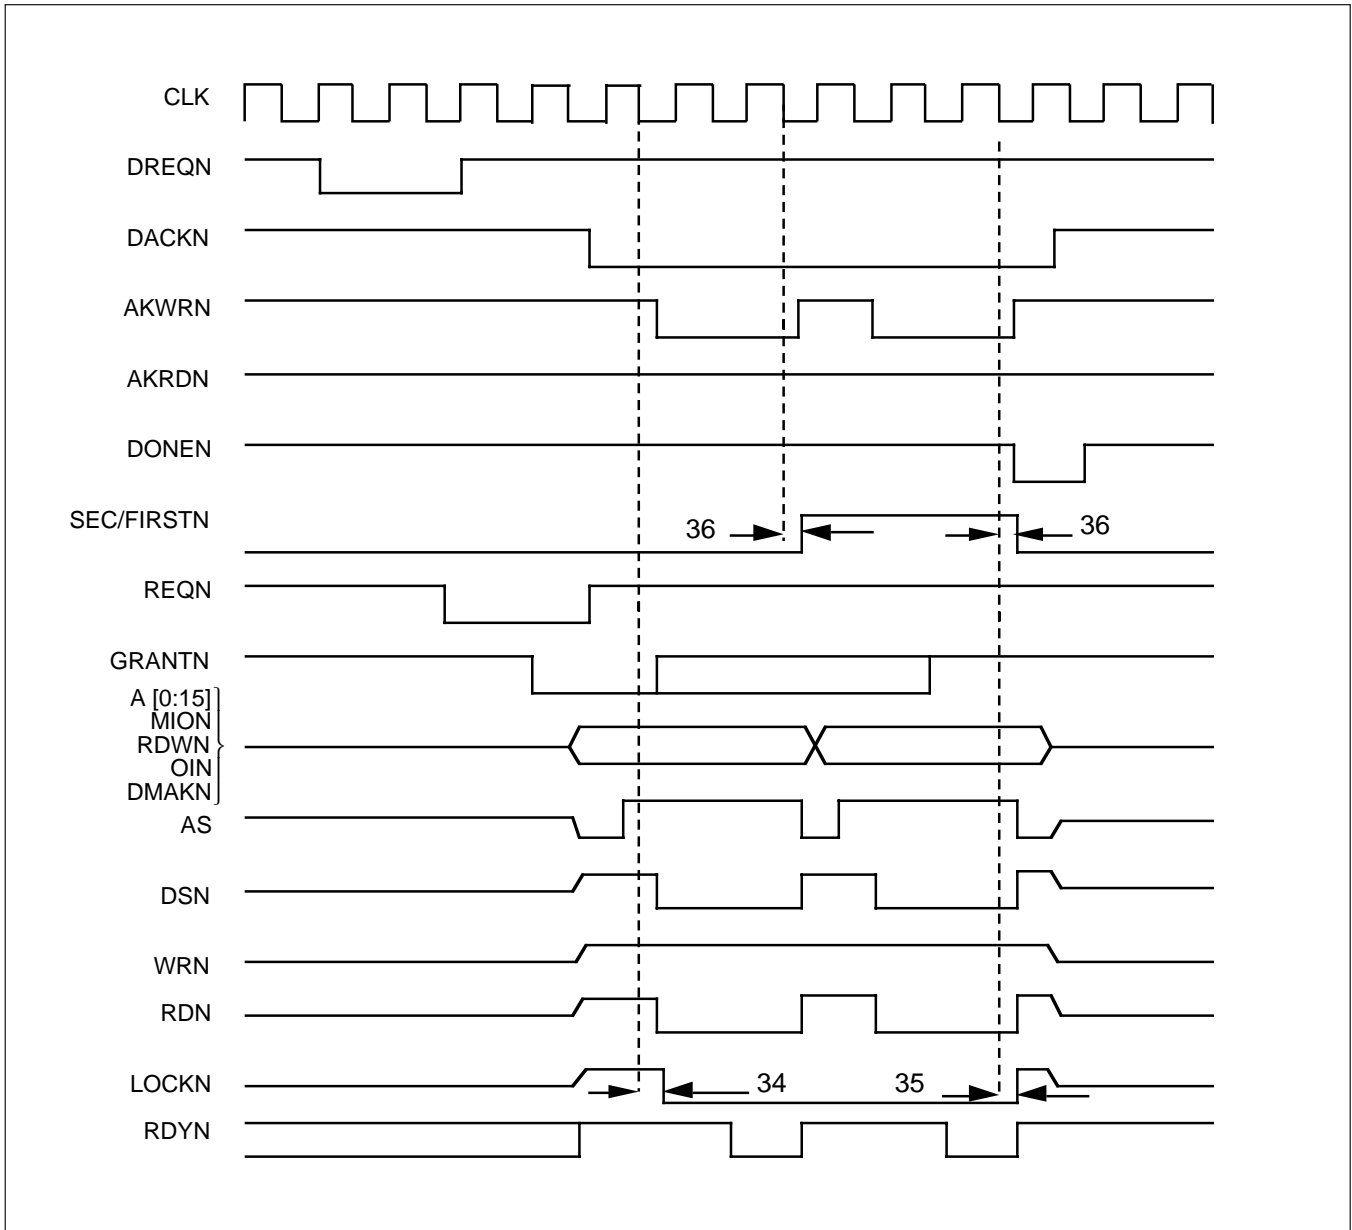 CLK
DREQN
DACKN
AKWRN
AKRDN
DONEN
SEC/FIRSTN
36
36
REQN
GRANTN
A [0:15]
MION
RDWN
OIN
DMAKN
AS
DSN
WRN
RDN
LOCKN
34
35
RDYN